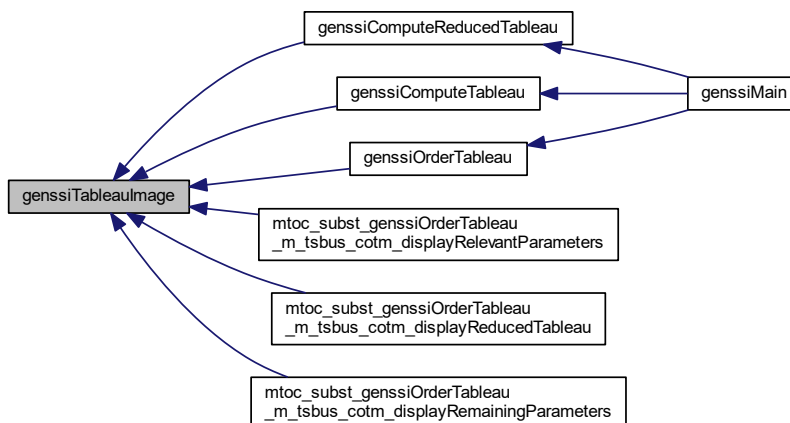 genssiComputeReducedTableau
genssiComputeTableau
genssiMain
genssiOrderTableau
genssiTableauImage
mtoc_subst_genssiOrderTableau
_m_tsbus_cotm_displayRelevantParameters
mtoc_subst_genssiOrderTableau
_m_tsbus_cotm_displayReducedTableau
mtoc_subst_genssiOrderTableau
_m_tsbus_cotm_displayRemainingParameters